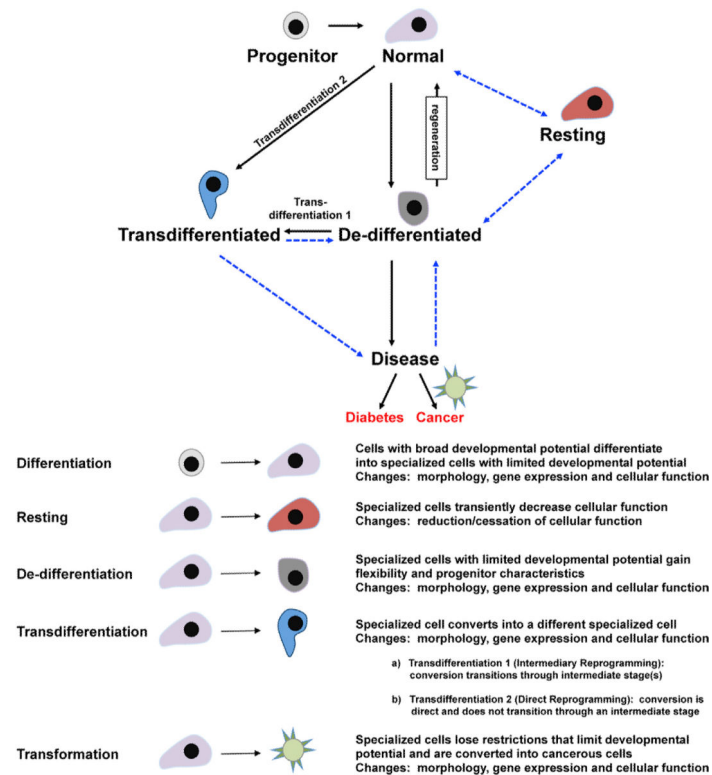 Progenitor
Normal
Transdifferentiation 2
regeneration
Resting
Trans-
differentiation 1
Transdifferentiated
De-differentiated
Disease
Diabetes
Cancer
Differentiation
Cells with broad developmental potential differentiate
into specialized cells with limited developmental potential
Changes: morphology, gene expression and cellular function
Resting
Specialized cells transiently decrease cellular function
Changes: reduction/cessation of cellular function
De-differentiation
Specialized cells with limited developmental potential gain
flexibility and progenitor characteristics
Changes: morphology, gene expression and cellular function
Transdifferentiation
Specialized cell converts into a different specialized cell
Changes: morphology, gene expression and cellular function
a) Transdifferentiation 1 (Intermediary Reprogramming):
conversion transitions through intermediate stage(s)
b) Transdifferentiation 2 (Direct Reprogramming): conversion is
direct and does not transition through an intermediate stage
Transformation
Specialized cells lose restrictions that limit developmental
potential and are converted into cancerous cells
Changes: morphology, gene expression and cellular function